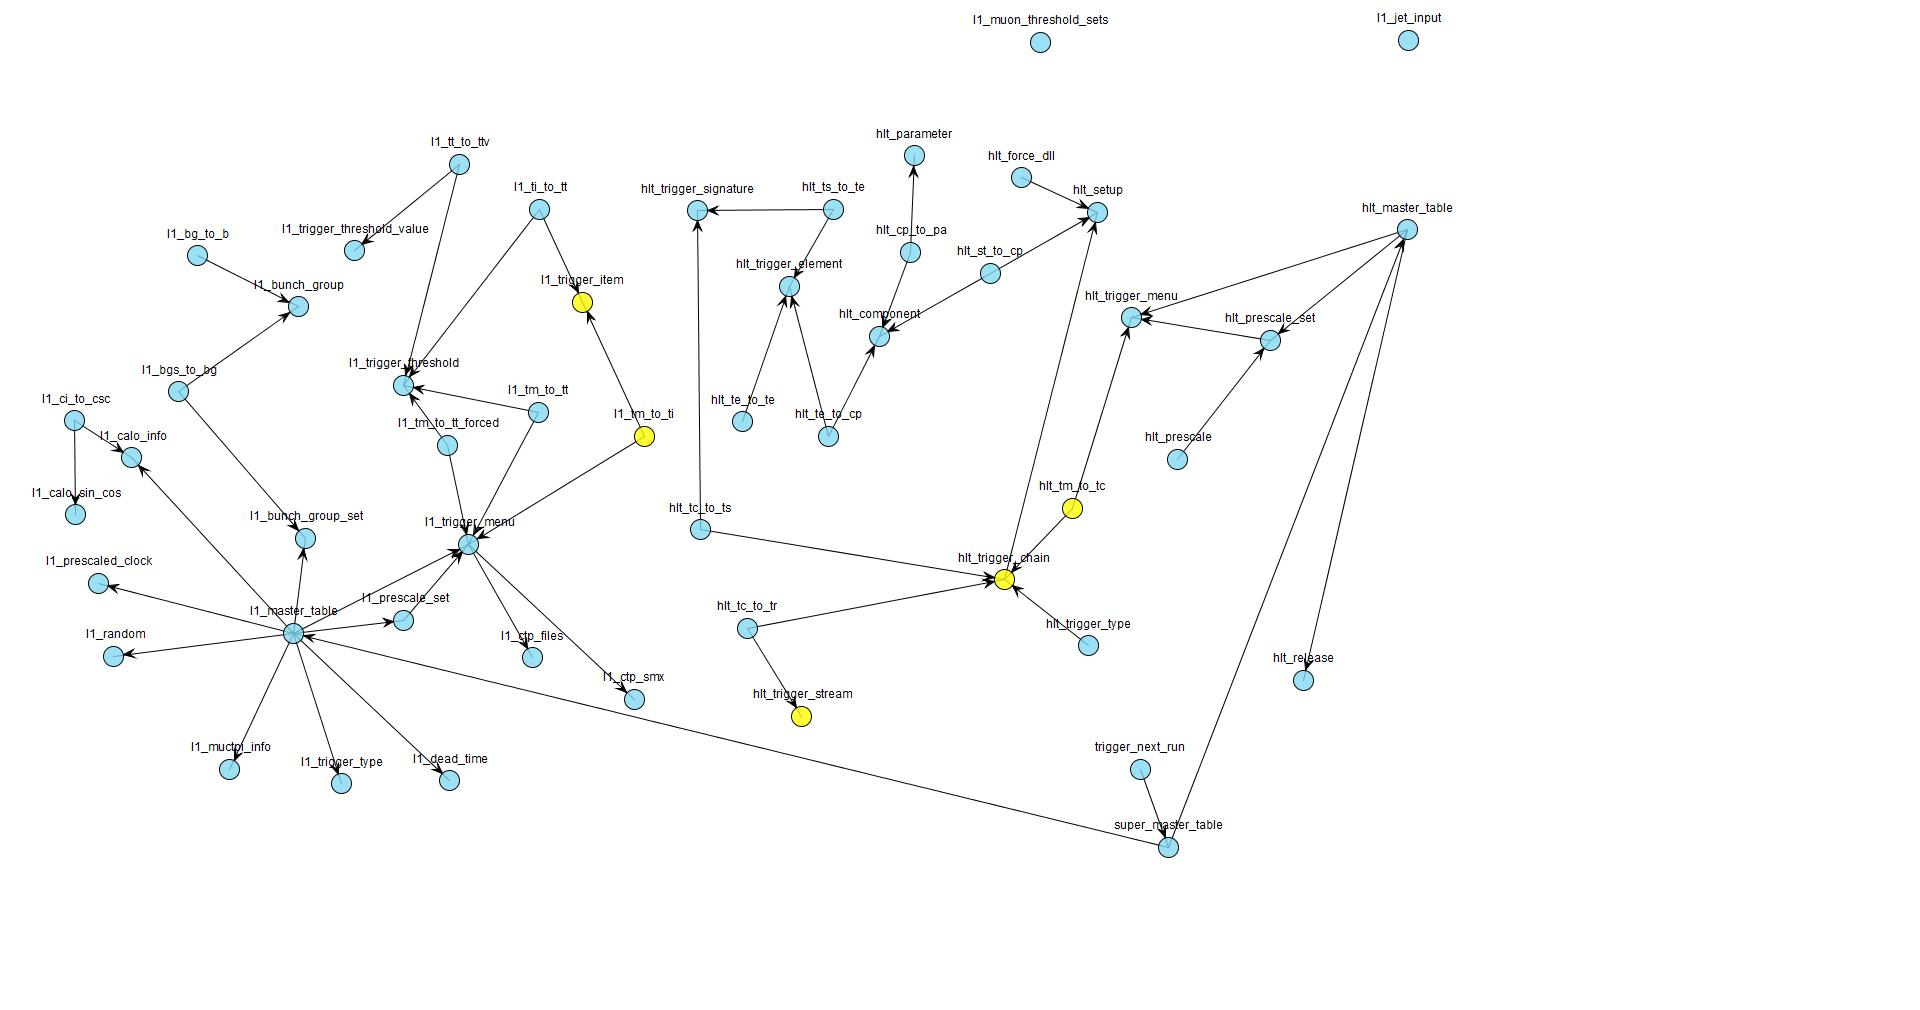 l1_jet_input
l1_muon_threshold_sets
hlt_parameter
l1_tt_to_ttv
hlt_force_dll
l1_ti_to_tt
hlt_trigger_signature
hlt_ts_to_te
hlt_setup
hlt_master_table
l1_trigger_threshold_value
hlt_cp_to_pa
l1_bg_to_b
hlt_st_to_cp
hlt_trigger_element
l1_trigger_item
l1_bunch_group
hlt_trigger_menu
hlt_component
hlt_prescale_set
l1_trigger_threshold
l1_bgs_to_bg
l1_tm_to_tt
l1_ci_to_csc
hlt_te_to_te
l1_tm_to_ti
hlt_te_to_cp
l1_tm_to_tt_forced
l1_calo_info
hlt_prescale
hlt_tm_to_tc
l1_calo_sin_cos
hlt_tc_to_ts
l1_bunch_group_set
l1_trigger_menu
hlt_trigger_chain
l1_prescaled_clock
l1_prescale_set
hlt_tc_to_tr
l1_master_table
hlt_trigger_type
l1_random
l1_ctp_files
hlt_release
l1_ctp_smx
hlt_trigger_stream
l1_muctpi_info
trigger_next_run
l1_dead_time
l1_trigger_type
super_master_table